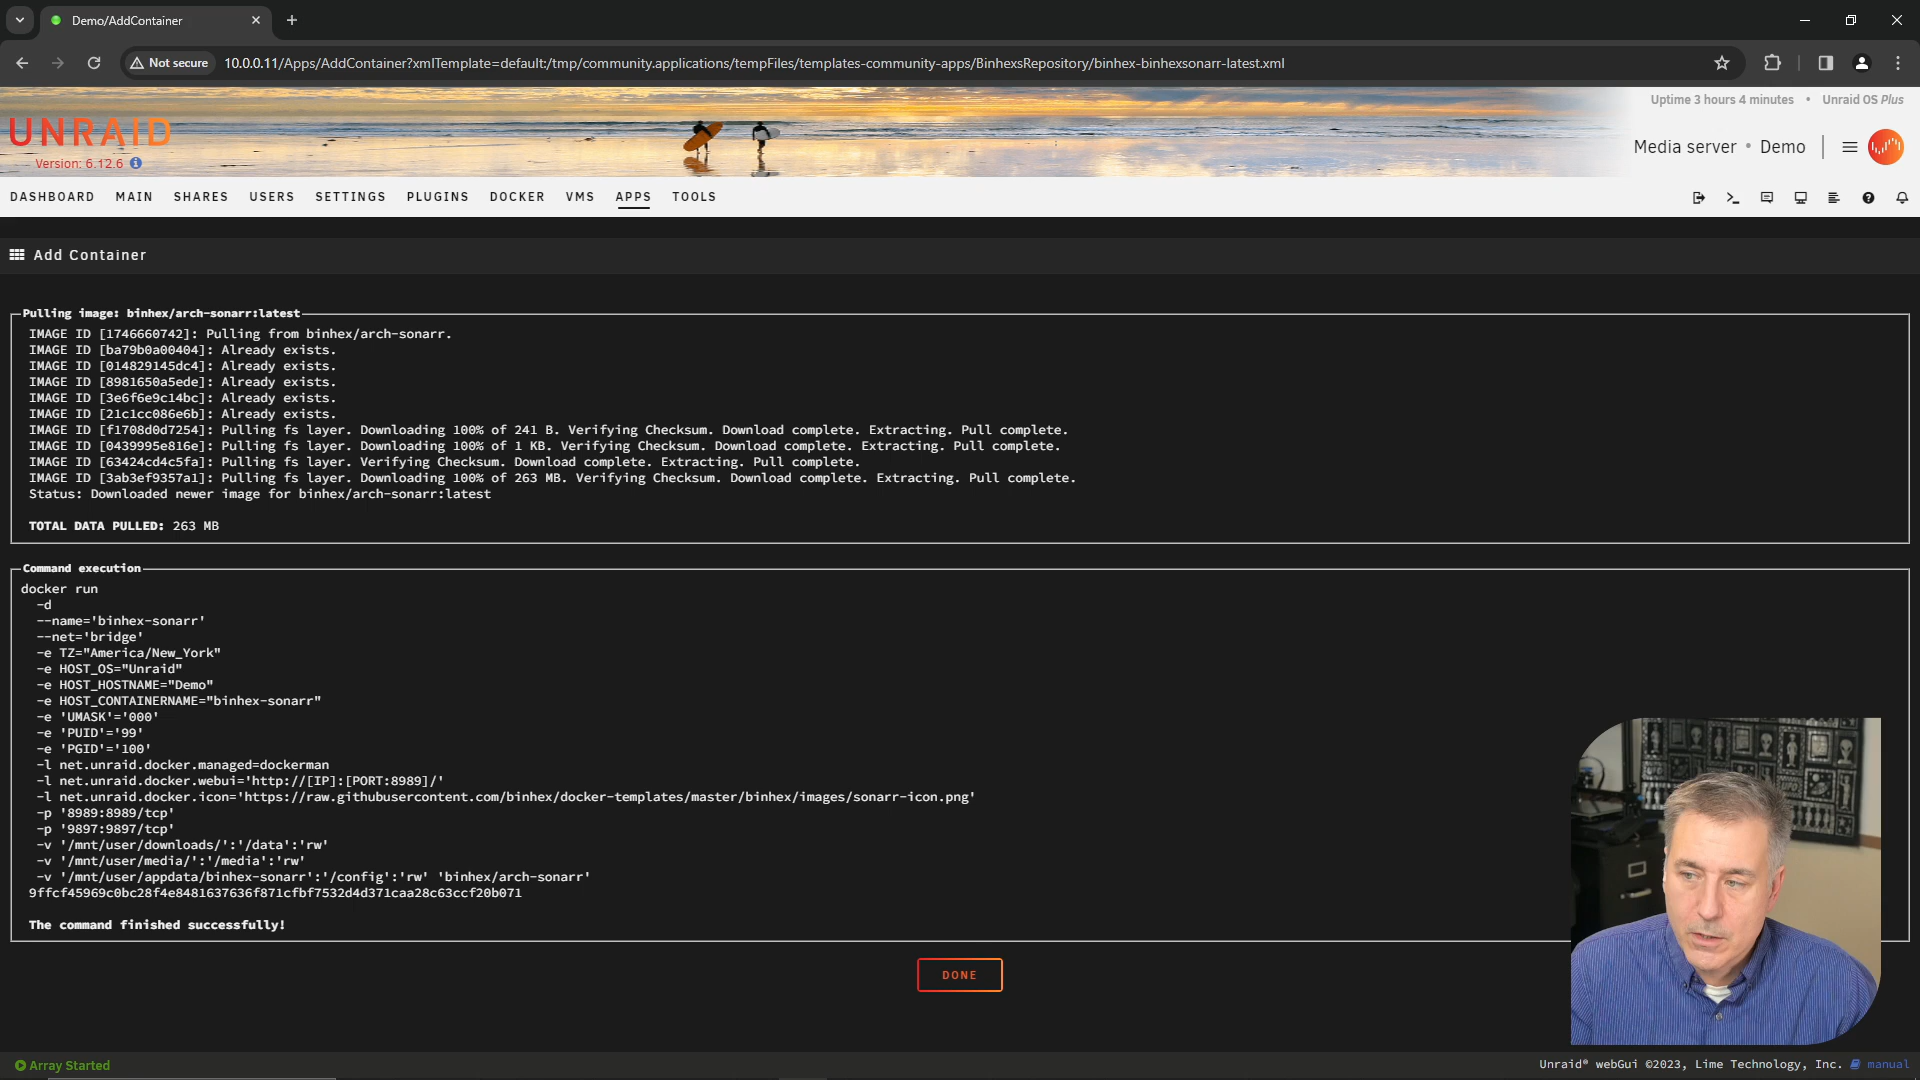 Demo/AddContainer
Not secure
10.0.0.11/Apps/AddContainer?xmlTemplate=default:/tmp/community.applications/tempFiles/templates-community-apps/BinhexsRepository/binhex-binhexsonarr-latest.xml
Uptime 3 hours 4 minutes • Unraid OS Plus
UNRAID
Version: 6.12.6
Media server • Demo
DASHBOARD MAIN SHARES USERS SETTINGS PLUGINS DOCKER VMS APPS TOOLS
Add Container
Pulling image: binhex/arch-sonarr:latest
IMAGE ID [1746660742]: Pulling from binhex/arch-sonarr.
IMAGE ID [ba79b0a00404]: Already exists.
IMAGE ID [014829145dc4]: Already exists.
IMAGE ID [8981650a5ede]: Already exists.
IMAGE ID [3e6f6e9c14bc]: Already exists.
IMAGE ID [21c1cc086e6b]: Already exists.
IMAGE ID [f1708d0d7254]: Pulling fs layer. Downloading 100% of 241 B. Verifying Checksum. Download complete. Extracting. Pull complete.
IMAGE ID [0439995e816e]: Pulling fs layer. Downloading 100% of 1 KB. Verifying Checksum. Download complete. Extracting. Pull complete.
IMAGE ID [63424cd4c5fa]: Pulling fs layer. Verifying Checksum. Download complete. Extracting. Pull complete.
IMAGE ID [3ab3ef9357a1]: Pulling fs layer. Downloading 100% of 263 MB. Verifying Checksum. Download complete. Extracting. Pull complete.
Status: Downloaded newer image for binhex/arch-sonarr:latest
TOTAL DATA PULLED: 263 MB
Command execution
docker run
-d
--name='binhex-sonarr'
--net='bridge'
-e TZ="America/New_York"
-e HOST_OS="Unraid"
-e HOST_HOSTNAME="Demo"
-e HOST_CONTAINERNAME="binhex-sonarr"
-e 'UMASK'='000'
-e 'PUID'='99'
-e 'PGID'='100'
-l net.unraid.docker.managed=dockerman
-l net.unraid.docker.webui='http://[IP]:[PORT:8989]/'
-l net.unraid.docker.icon='https://raw.githubusercontent.com/binhex/docker-templates/master/binhex/images/sonarr-icon.png'
-p '8989:8989/tcp'
-p '9897:9897/tcp'
-v '/mnt/user/downloads/':'/data':'rw'
-v '/mnt/user/media/':'/media':'rw'
-v '/mnt/user/appdata/binhex-sonarr':'/config':'rw' 'binhex/arch-sonarr'
9ffcf45969c0bc28f4e8481637636f871cfbf7532d4d371caa28c63ccf20b071
The command finished successfully!
DONE
Array Started
Unraid® webGui ©2023, Lime Technology, Inc. manual